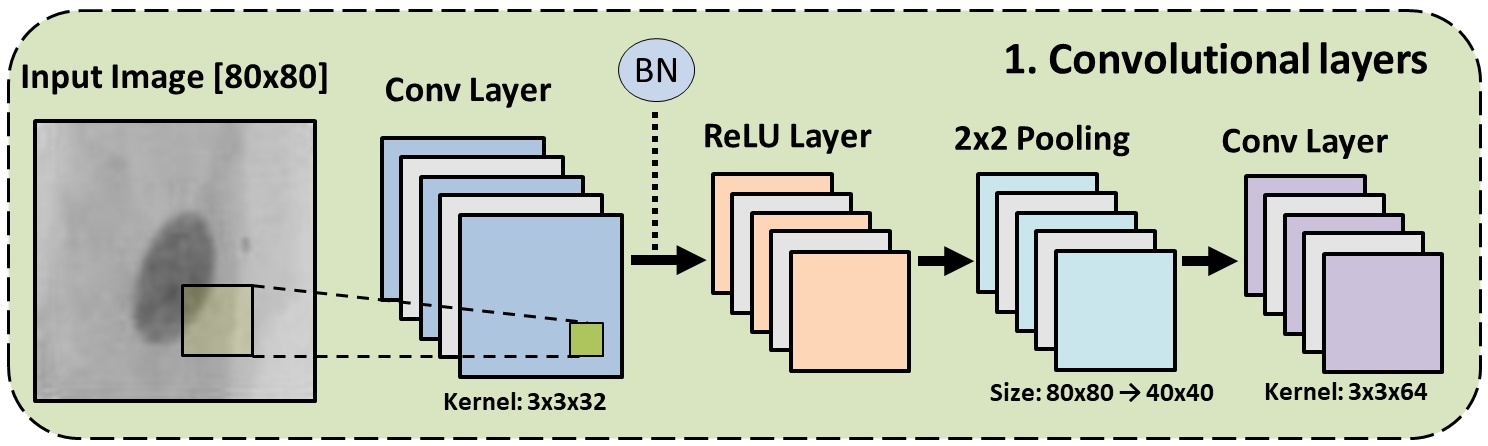 1. Convolutional layers
Input Image [80x80]
Conv Layer
BN
ReLU Layer
2x2 Pooling
Conv Layer
Kernel: 3x3x32
Size: 80x80 → 40x40
Kernel: 3x3x64